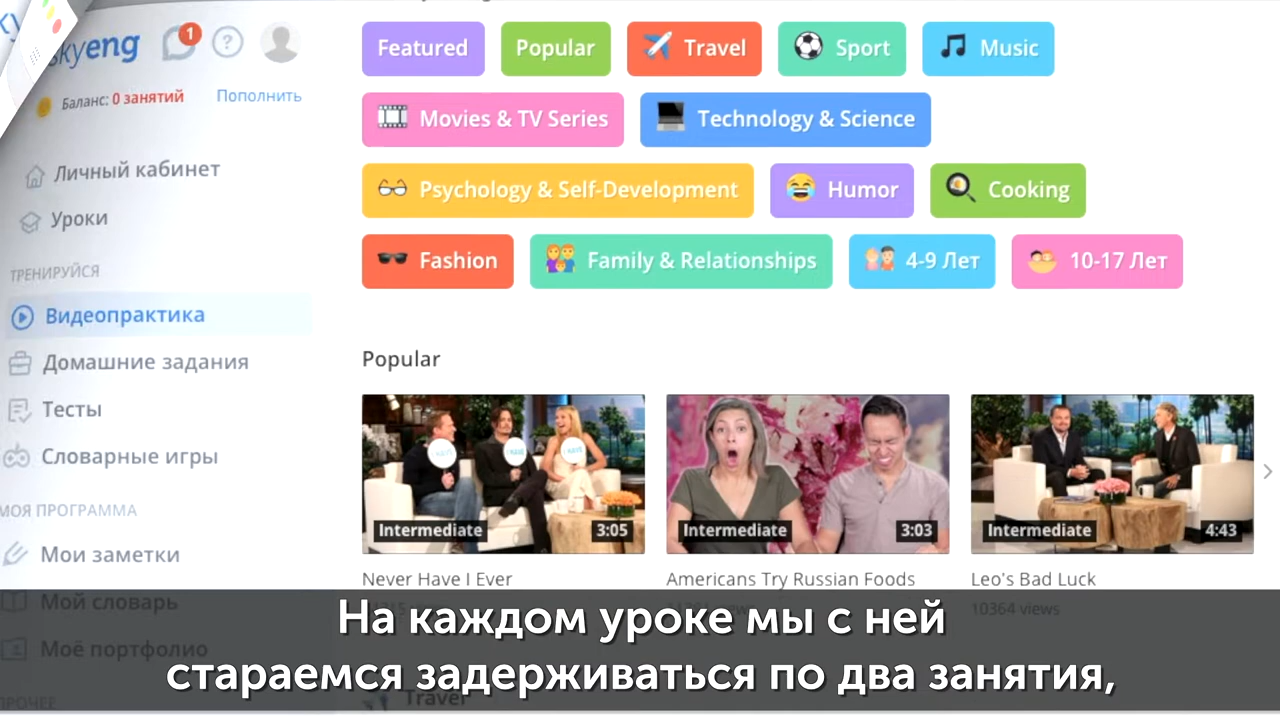 skyeng
1
?
Баланс: 0 занятий
Пополнить
Личный кабинет
Уроки
ТРЕНИРУЙСЯ
Видеопрактика
Домашние задания
Тесты
Словарные игры
МОЯ ПРОГРАММА
Мои заметки
Мой словарь
Моё портфолио
ПРОЧЕЕ
Featured
Popular
Travel
Sport
Music
Movies & TV Series
Technology & Science
Psychology & Self-Development
Humor
Cooking
Fashion
Family & Relationships
4-9 Лет
10-17 Лет
Popular
Intermediate
3:05
Intermediate
3:03
Intermediate
4:43
Never Have I Ever
Americans Try Russian Foods
Leo's Bad Luck
10364 views
Travel
На каждом уроке мы с ней
стараемся задерживаться по два занятия,